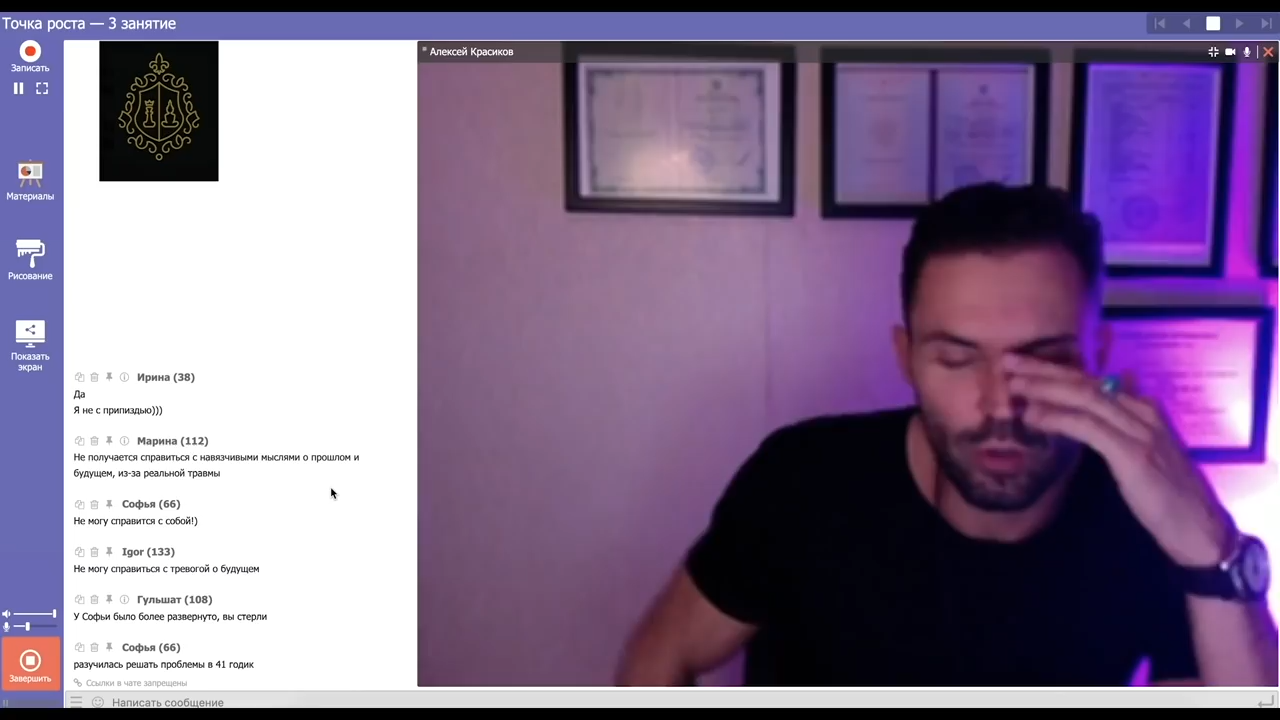 Точка роста — 3 занятие
Записать
Материалы
Рисование
Показать
экран
Завершить
Алексей Красиков
Ирина (38)
Да
Я не с припиздью)))
Марина (112)
Не получается справиться с навязчивыми мыслями о прошлом и
будущем, из-за реальной травмы
Софья (66)
Не могу справится с собой!)
Igor (133)
Не могу справиться с тревогой о будущем
Гульшат (108)
У Софьи было более развернуто, вы стерли
Софья (66)
разучилась решать проблемы в 41 годик
Ссылки в чате запрещены
Написать сообщение